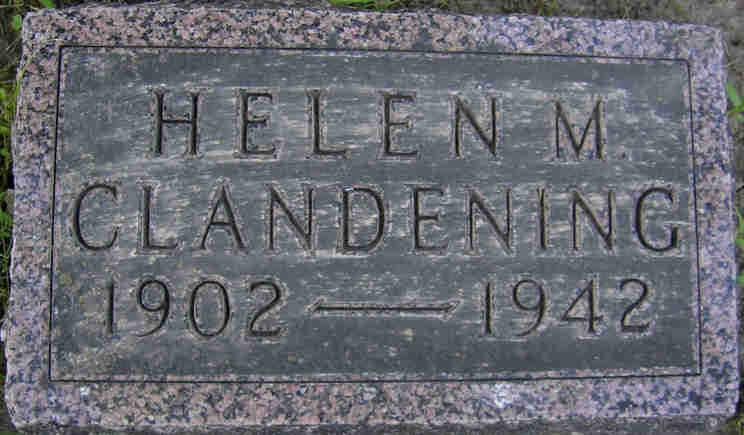 HELEN M.
CLANDENING
1902 — 1942